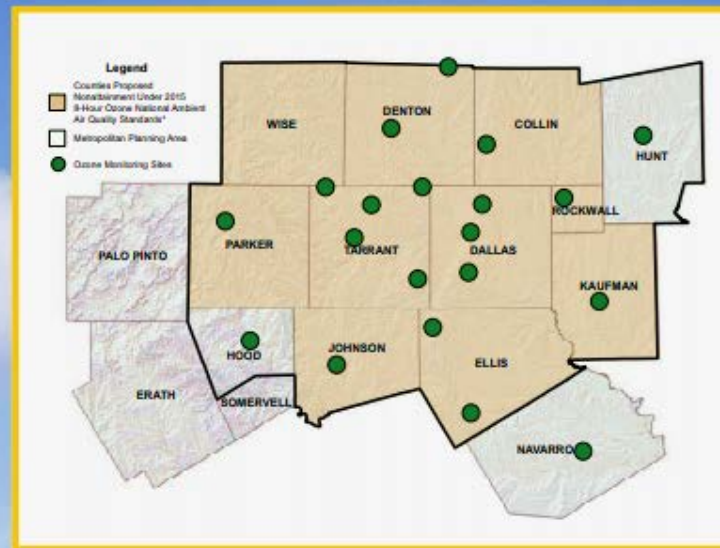 Legend
Counties Proposed
Nonattainment Under 2015
8-Hour Ozone National Ambient
Air Quality Standards*
Metropolitan Planning Area
Ozone Monitoring Sites
WISE
DENTON
COLLIN
HUNT
PALO PINTO
PARKER
TARRANT
DALLAS
ROCKWALL
KAUFMAN
HOOD
JOHNSON
ELLIS
ERATH
SOMERVELL
NAVARRO